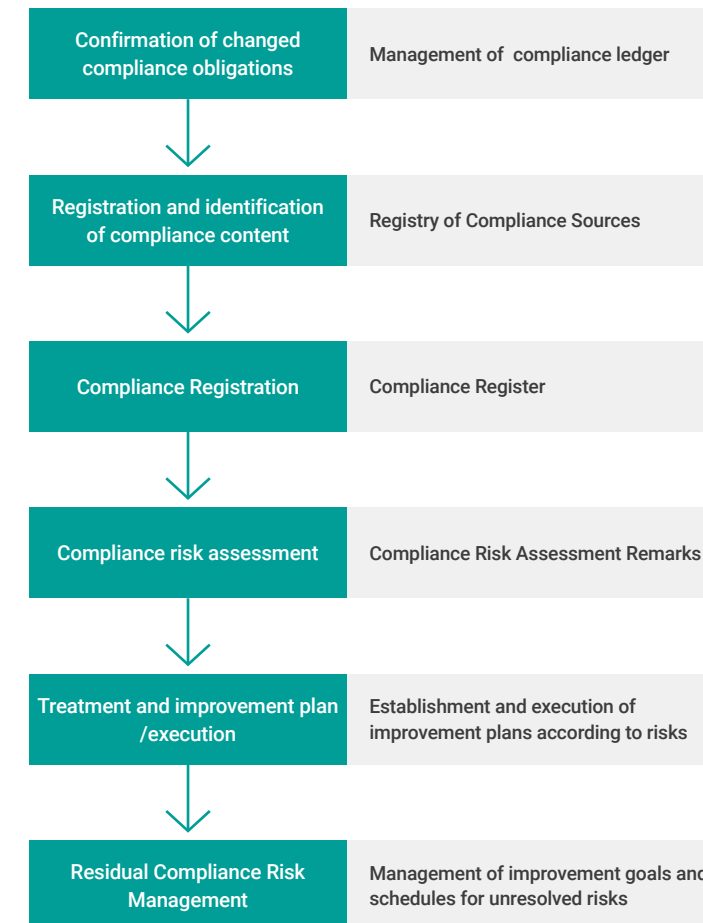 Confirmation of changed
compliance obligations
Management of compliance ledger
Registration and identification
of compliance content
Registry of Compliance Sources
Compliance Registration
Compliance Register
Compliance risk assessment
Compliance Risk Assessment Remarks
Treatment and improvement plan
/execution
Establishment and execution of
improvement plans according to risks
Residual Compliance Risk
Management
Management of improvement goals and
schedules for unresolved risks